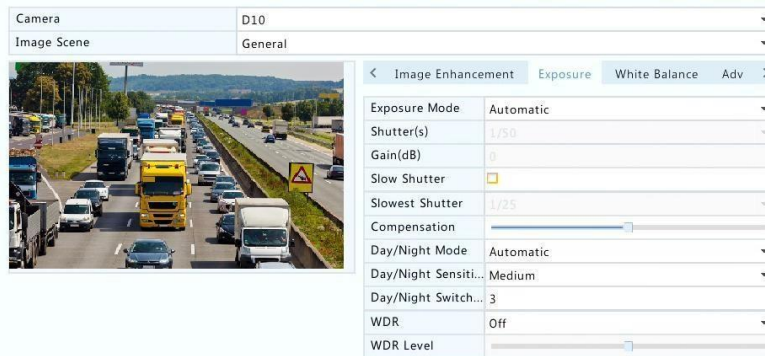 Camera D10
Image Scene General
< Image Enhancement Exposure White Balance Adv >
Exposure Mode Automatic
Shutter(s) 1/50
Gain(dB) 0
Slow Shutter
Slowest Shutter 1/25
Compensation
Day/Night Mode Automatic
Day/Night Sensiti... Medium
Day/Night Switch... 3
WDR Off
WDR Level